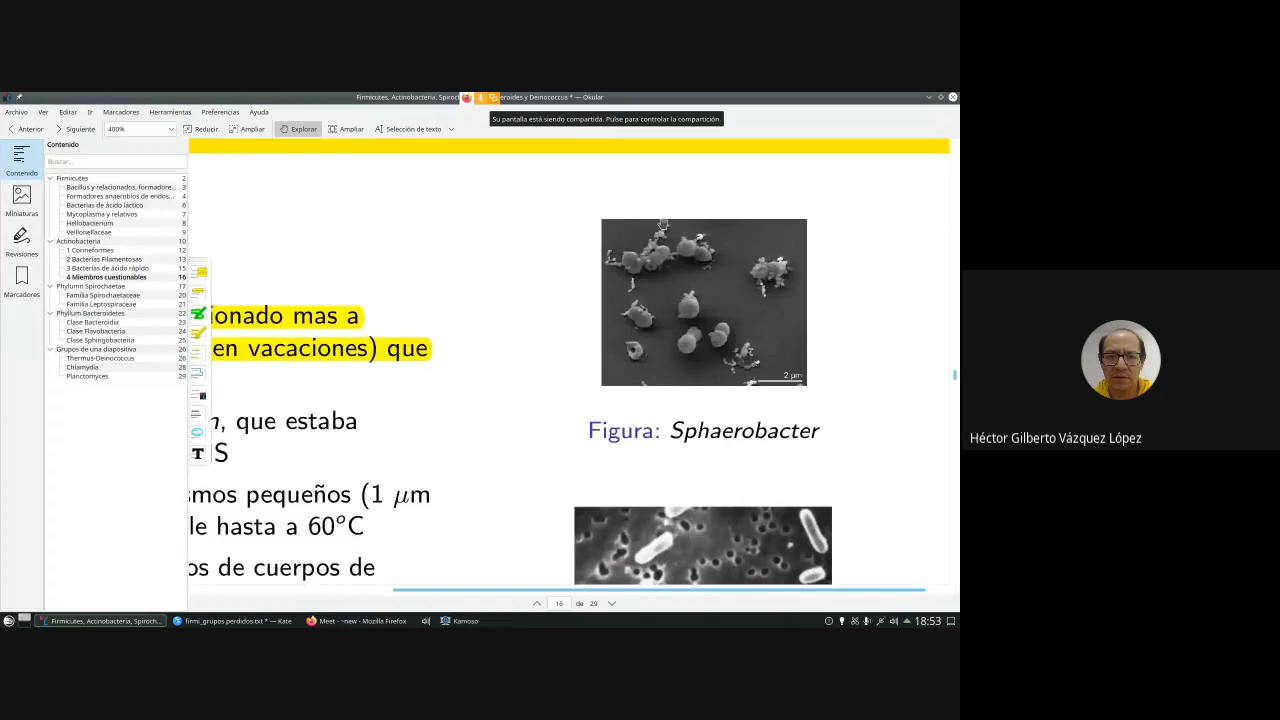 Firmicutes, Actinobacteria, Spiroch
eroides y Deinococcus * — Okular
Archivo Ver Editar Ir Marcadores Herramientas Preferencias Ayuda
Su pantalla está siendo compartida. Pulse para controlar la compartición.
Anterior Siguiente 400% Reducir Ampliar Explorar Ampliar Selección de texto
Contenido
Miniaturas
Revisiones
Marcadores
Contenido
Buscar...
Firmicutes 2
Bacillus y relacionados, formadore... 3
Formadores anaerobios de endos... 4
Bacterias de ácido láctico 6
Mycoplasma y relativos 7
Heliobacterium 8
Veillonellaceae 9
Actinobacteria 10
1 Corineformes 12
2 Bacterias Filamentosas 13
3 Bacterias de ácido rápido 15
4 Miembros cuestionables 16
Phylumn Spirochaetae 17
Familia Spirochaetaceae 20
Familia Leptospiraceae 21
Phyllum Bacteroidetes 22
Clase Bacteroidia 23
Clase Flavobacteria 24
Clase Sphingobacteria 25
Grupos de una diapositiva 26
Thermus-Deinococcus 26
Chlamydia 28
Planctomyces 29
ionado mas a
en vacaciones) que
n, que estaba
S
smos pequeños (1 μm
le hasta a 60°C
os de cuerpos de
2 μm
Figura: Sphaerobacter
16 de 29
Firmicutes, Actinobacteria, Spiroch...
firmi_grupos perdidos.txt * — Kate
Meet - ~new - Mozilla Firefox
Kamoso
18:53
Héctor Gilberto Vázquez López